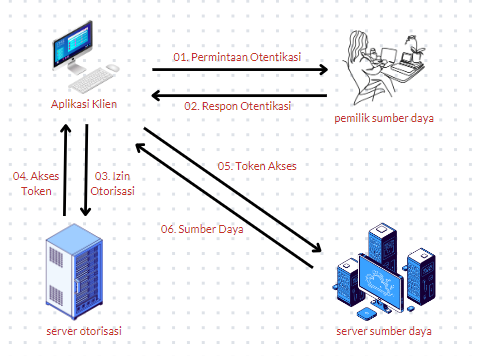 01. Permintaan Otentikasi
Aplikasi Klien
02. Respon Otentikasi
pemilik sumber daya
04. Akses
Token
03. Izin
Otorisasi
05. Token Akses
06. Sumber Daya
server otorisasi
server sumber daya